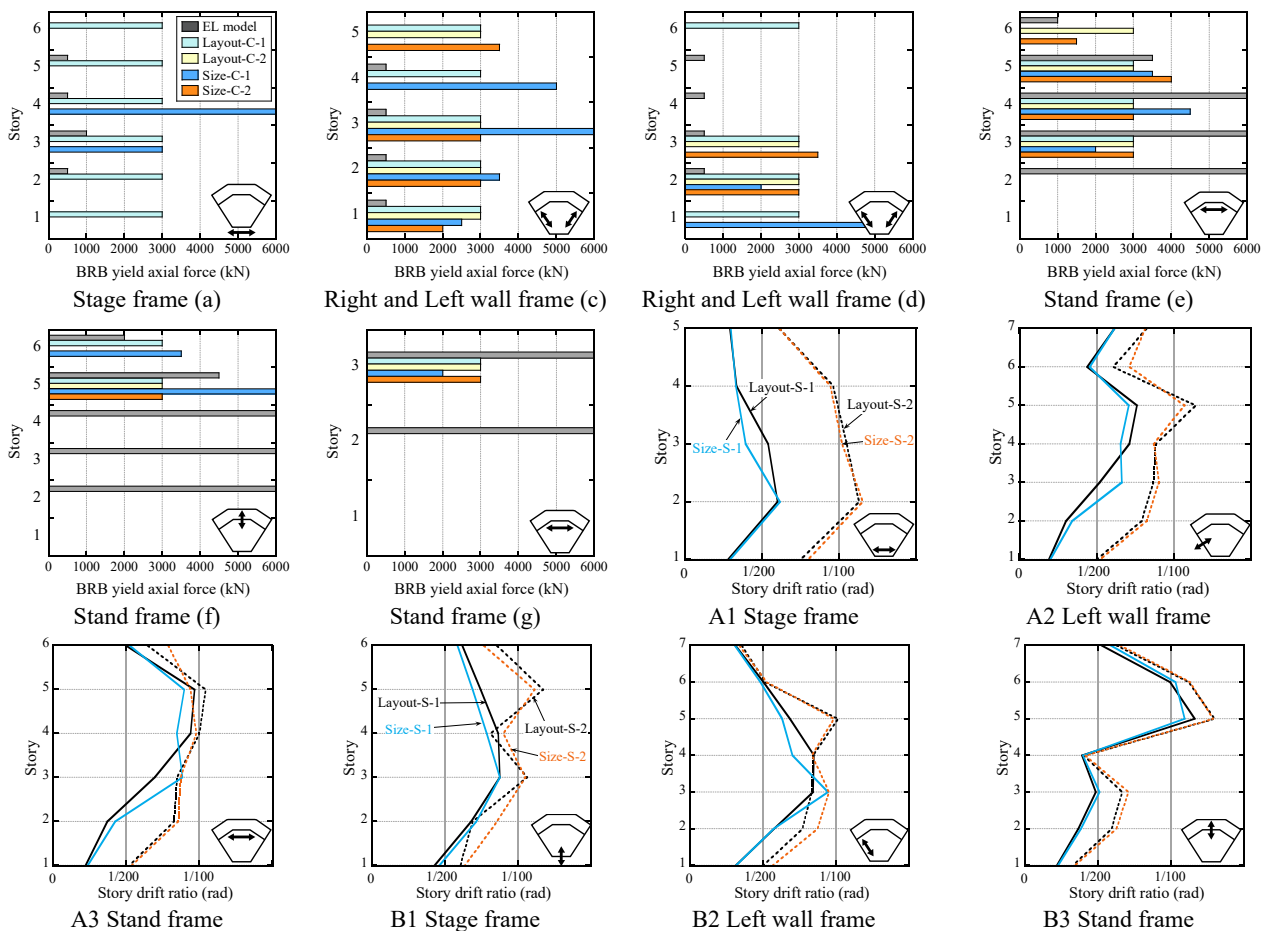 6
5
4
3
2
1
Story
EL model
Layout-C-1
Layout-C-2
Size-C-1
Size-C-2
0 1000 2000 3000 4000 5000 6000
BRB yield axial force (kN)
Stage frame (a)
5
4
3
2
1
Story
0 1000 2000 3000 4000 5000 6000
BRB yield axial force (kN)
Right and Left wall frame (c)
6
5
4
3
2
1
Story
0 1000 2000 3000 4000 5000 6000
BRB yield axial force (kN)
Right and Left wall frame (d)
6
5
4
3
2
Story
0 1000 2000 3000 4000 5000 6000
BRB yield axial force (kN)
Stand frame (e)
6
5
4
3
2
1
Story
0 1000 2000 3000 4000 5000 6000
BRB yield axial force (kN)
Stand frame (f)
3
2
1
Story
0 1000 2000 3000 4000 5000 6000
BRB yield axial force (kN)
Stand frame (g)
5
4
3
2
1
Story
Layout-S-1
Layout-S-2
Size-S-1
Size-S-2
0 1/200 1/100
Story drift ratio (rad)
A1 Stage frame
7
6
5
4
3
2
1
Story
0 1/200 1/100
Story drift ratio (rad)
A2 Left wall frame
6
5
4
3
2
1
Story
0 1/200 1/100
Story drift ratio (rad)
A3 Stand frame
6
5
4
3
2
1
Story
Layout-S-1
Size-S-1
Layout-S-2
Size-S-2
0 1/200 1/100
Story drift ratio (rad)
B1 Stage frame
7
6
5
4
3
2
1
Story
0 1/200 1/100
Story drift ratio (rad)
B2 Left wall frame
7
6
5
4
3
2
1
Story
0 1/200 1/100
Story drift ratio (rad)
B3 Stand frame